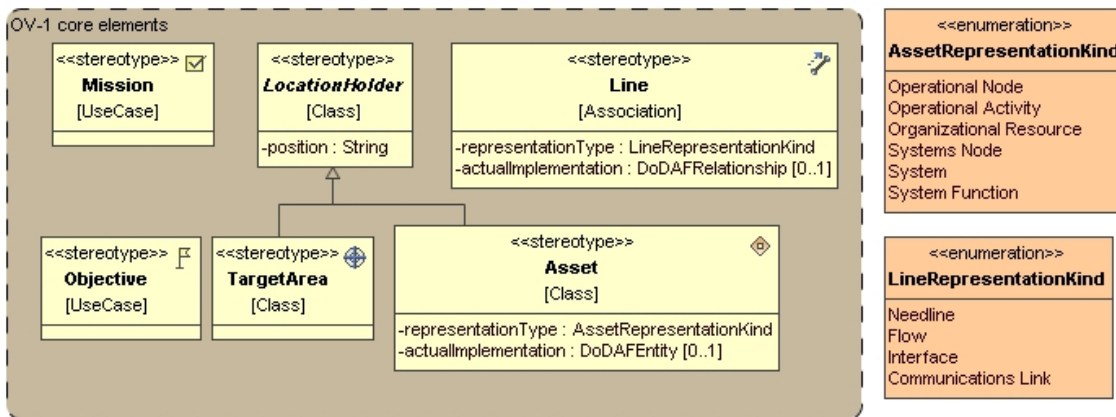 OV-1 core elements
<<stereotype>>
Mission
[UseCase]
<<stereotype>>
LocationHolder
[Class]
-position : String
<<stereotype>>
Line
[Association]
-representationType : LineRepresentationKind
-actualImplementation : DoDAFRelationship [0..1]
<<stereotype>>
Objective
[UseCase]
<<stereotype>>
TargetArea
[Class]
<<stereotype>>
Asset
[Class]
-representationType : AssetRepresentationKind
-actualImplementation : DoDAFEntity [0..1]
<<enumeration>>
AssetRepresentationKind
Operational Node
Operational Activity
Organizational Resource
Systems Node
System
System Function
<<enumeration>>
LineRepresentationKind
Needline
Flow
Interface
Communications Link